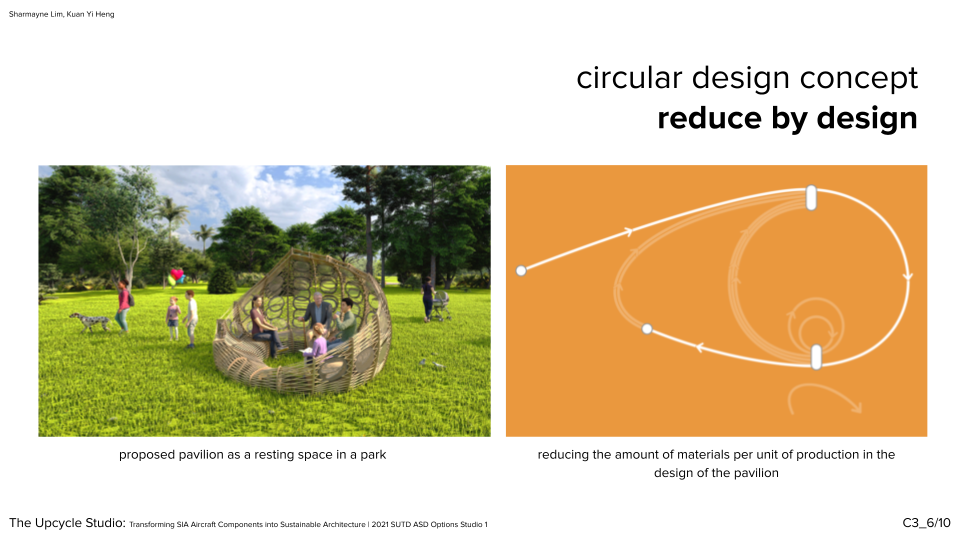 Sharmayne Lim, Kuan Yi Heng
circular design concept
reduce by design
proposed pavilion as a resting space in a park
reducing the amount of materials per unit of production in the
design of the pavilion
The Upcycle Studio: Transforming SIA Aircraft Components into Sustainable Architecture | 2021 SUTD ASD Options Studio 1
C3_6/10